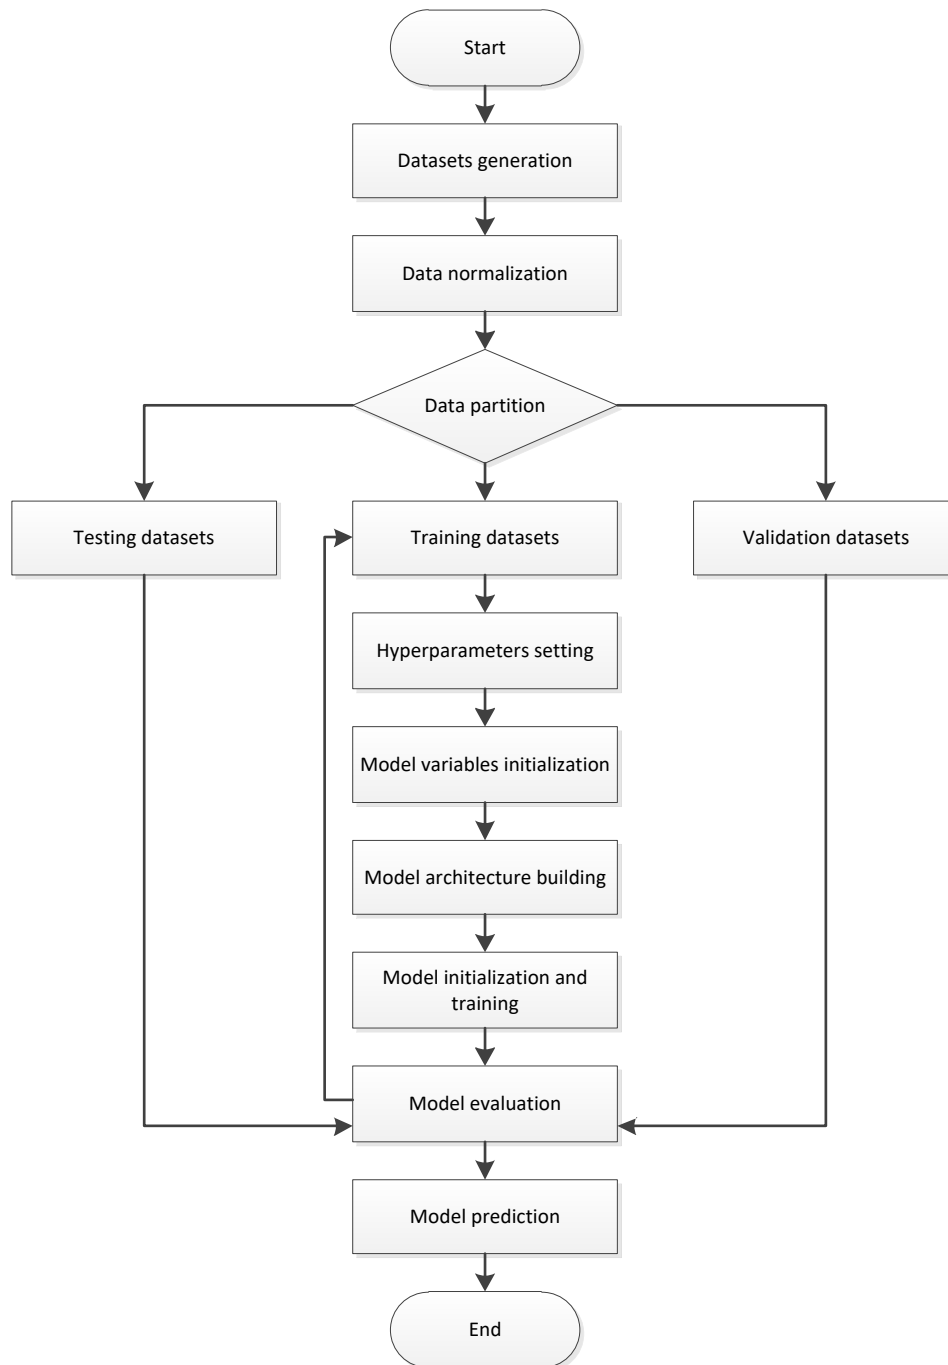 Start
Datasets generation
Data normalization
Data partition
Testing datasets
Training datasets
Validation datasets
Hyperparameters setting
Model variables initialization
Model architecture building
Model initialization and
training
Model evaluation
Model prediction
End